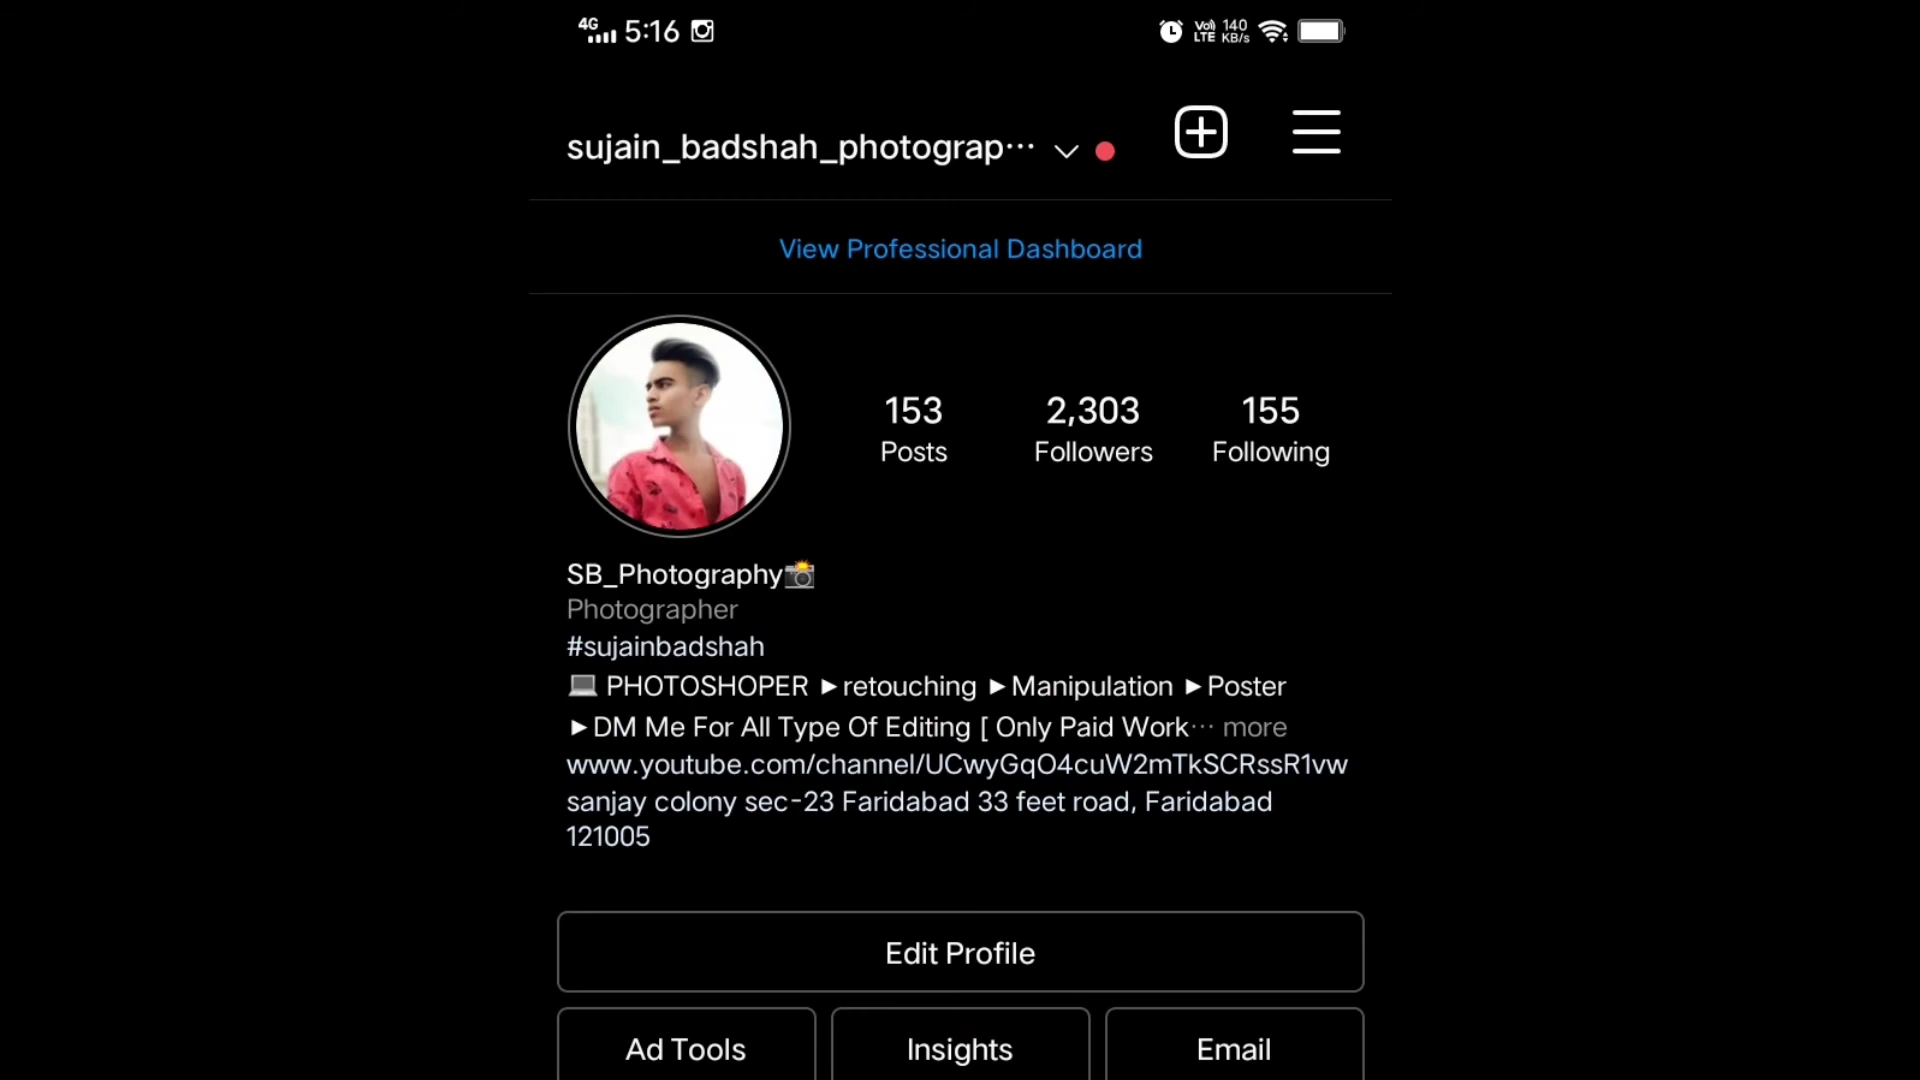 4G 5:16 Vo) LTE 140 KB/s
sujain_badshah_photograp...
View Professional Dashboard
153 2,303 155
Posts Followers Following
SB_Photography📸
Photographer
#sujainbadshah
💻 PHOTOSHOPER ►retouching ►Manipulation ►Poster
►DM Me For All Type Of Editing [ Only Paid Work... more
www.youtube.com/channel/UCwyGqO4cuW2mTkSCRssR1vw
sanjay colony sec-23 Faridabad 33 feet road, Faridabad
121005
Edit Profile
Ad Tools Insights Email